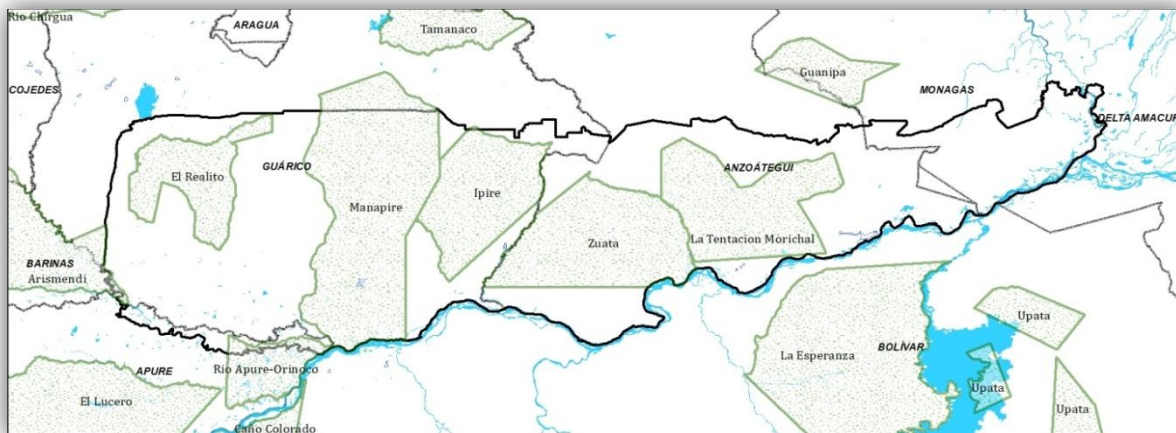 Rio Chirgua
ARAGUA
Tamanaco
Guanipa
COJEDES
MONAGAS
DELTA AMACUR
GUÁRICO
El Realito
ANZOÁTEGUI
Ipire
Manapire
Zuata
La Tentacion Morichal
BARINAS
Arismendi
Upata
BOLÍVAR
La Esperanza
APURE
Rio Apure-Orinoco
Upata
El Lucero
Upata
Caño Colorado